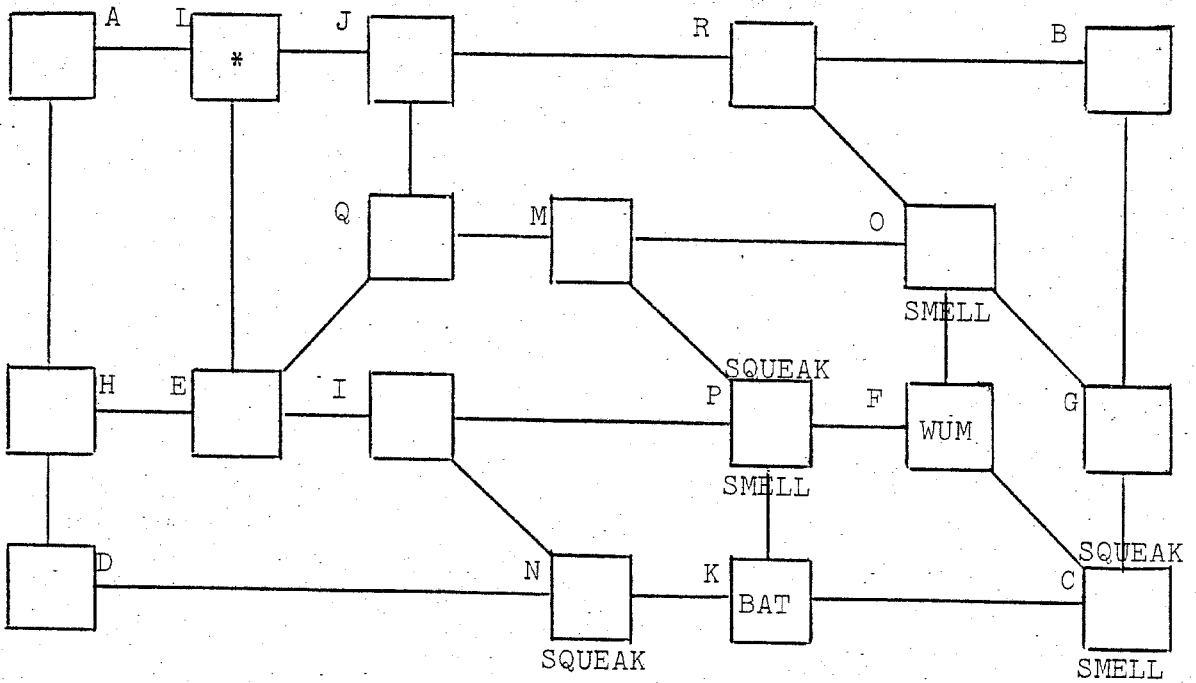 A L J R B
*
Q M O
SMELL
SQUEAK
H E I P F G
WUM
SMELL
SQUEAK
D N K C
BAT
SQUEAK
SMELL